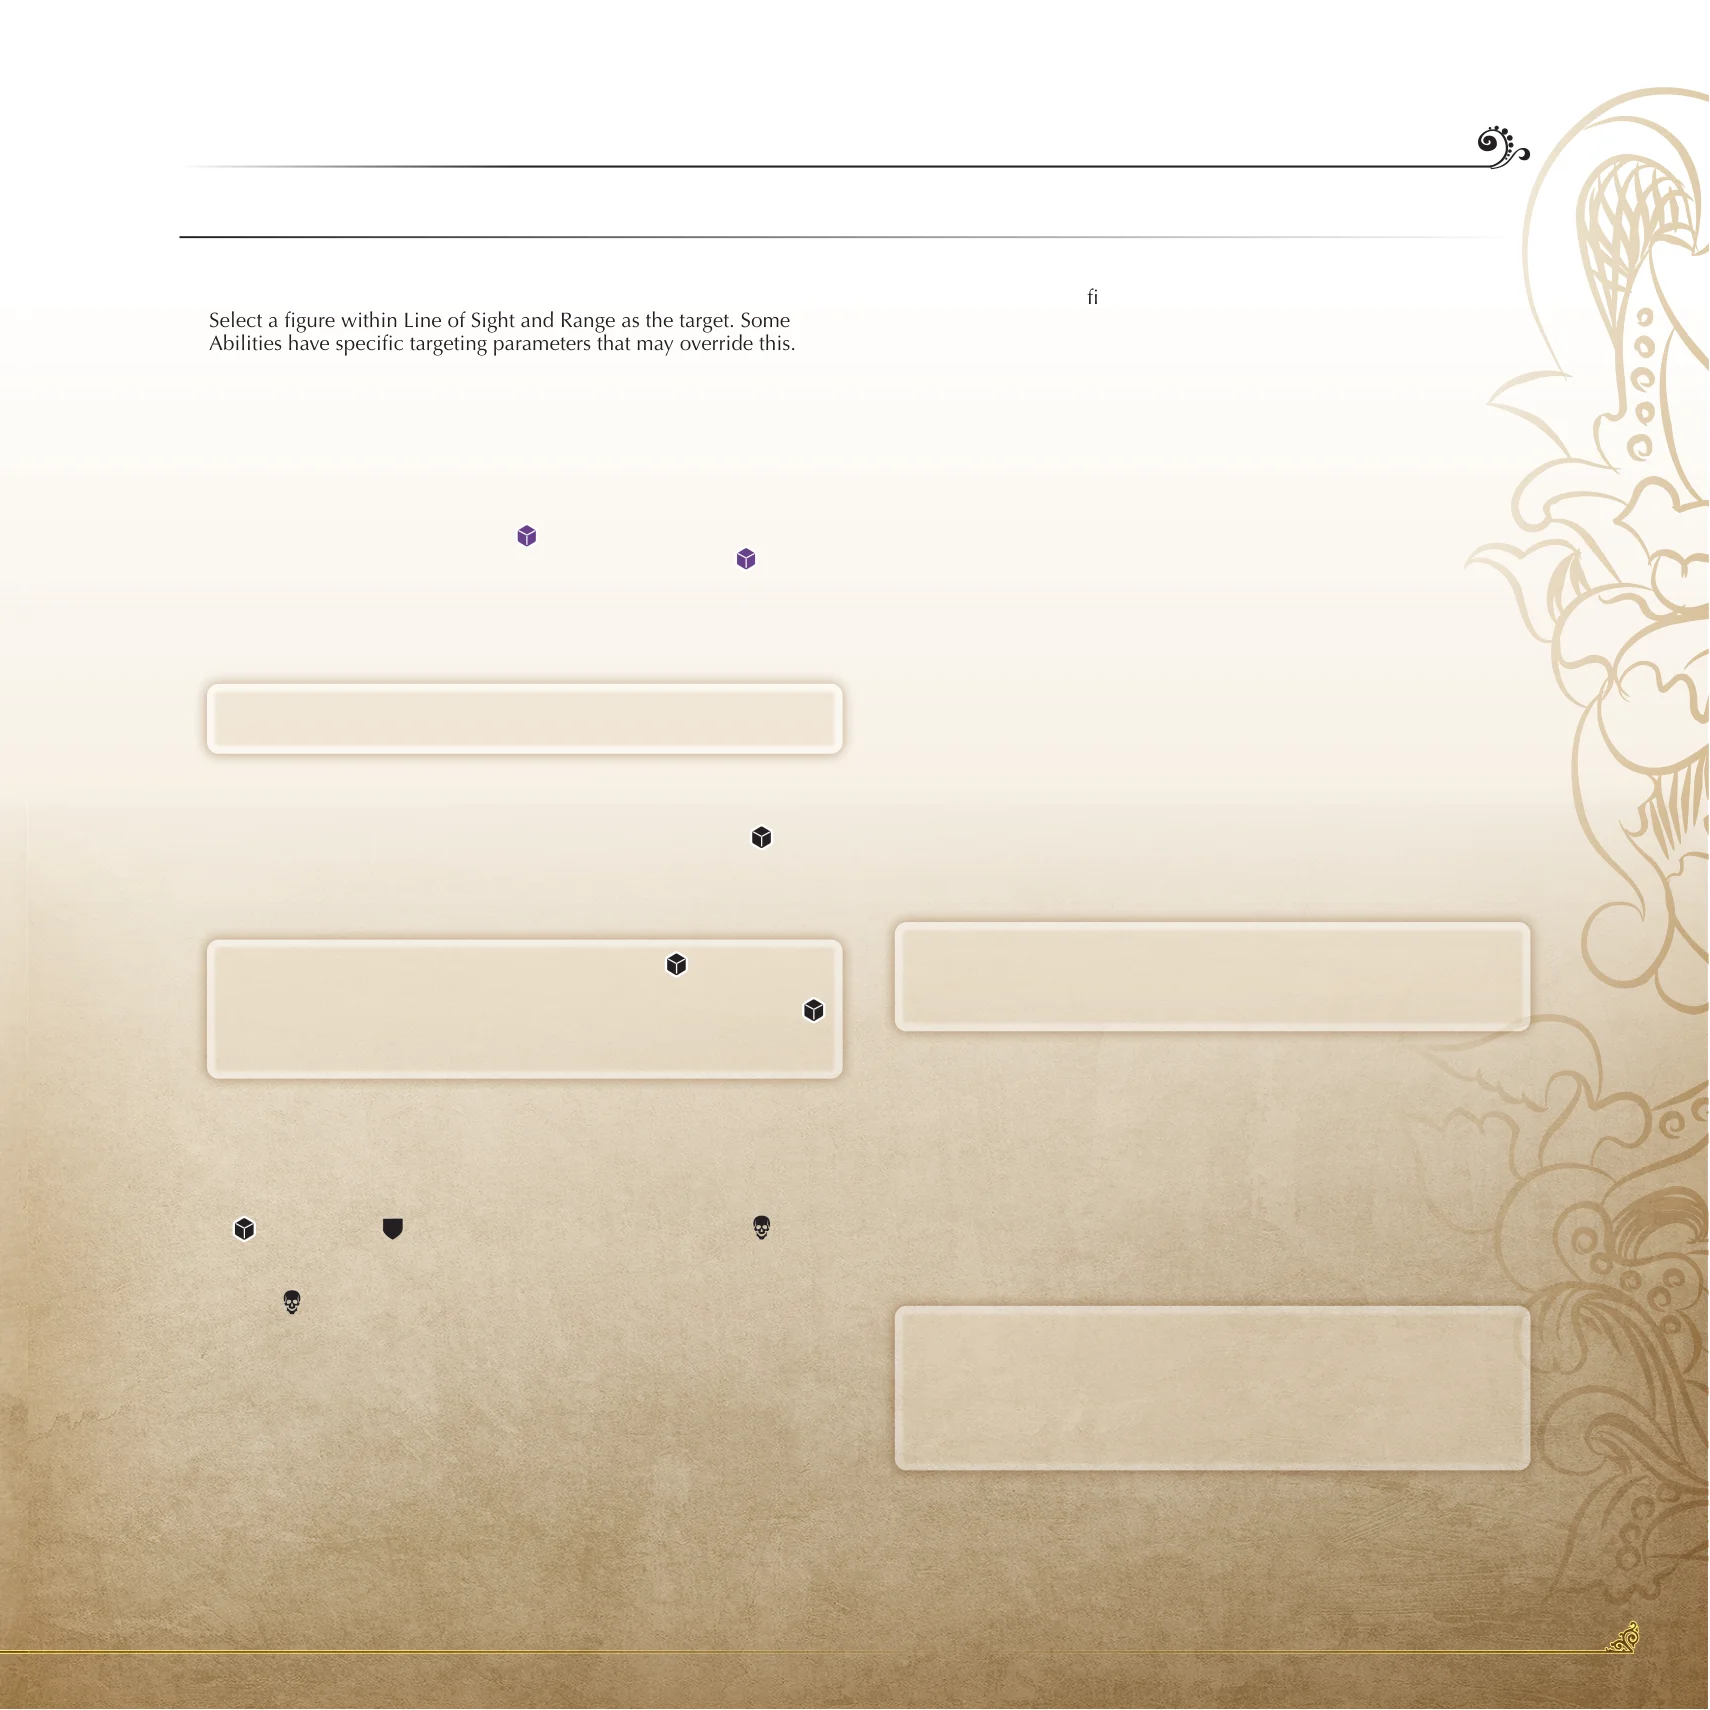 Select a figure within Line of Sight and Range as the target. Some
Abilities have specific targeting parameters that may override this.
fi